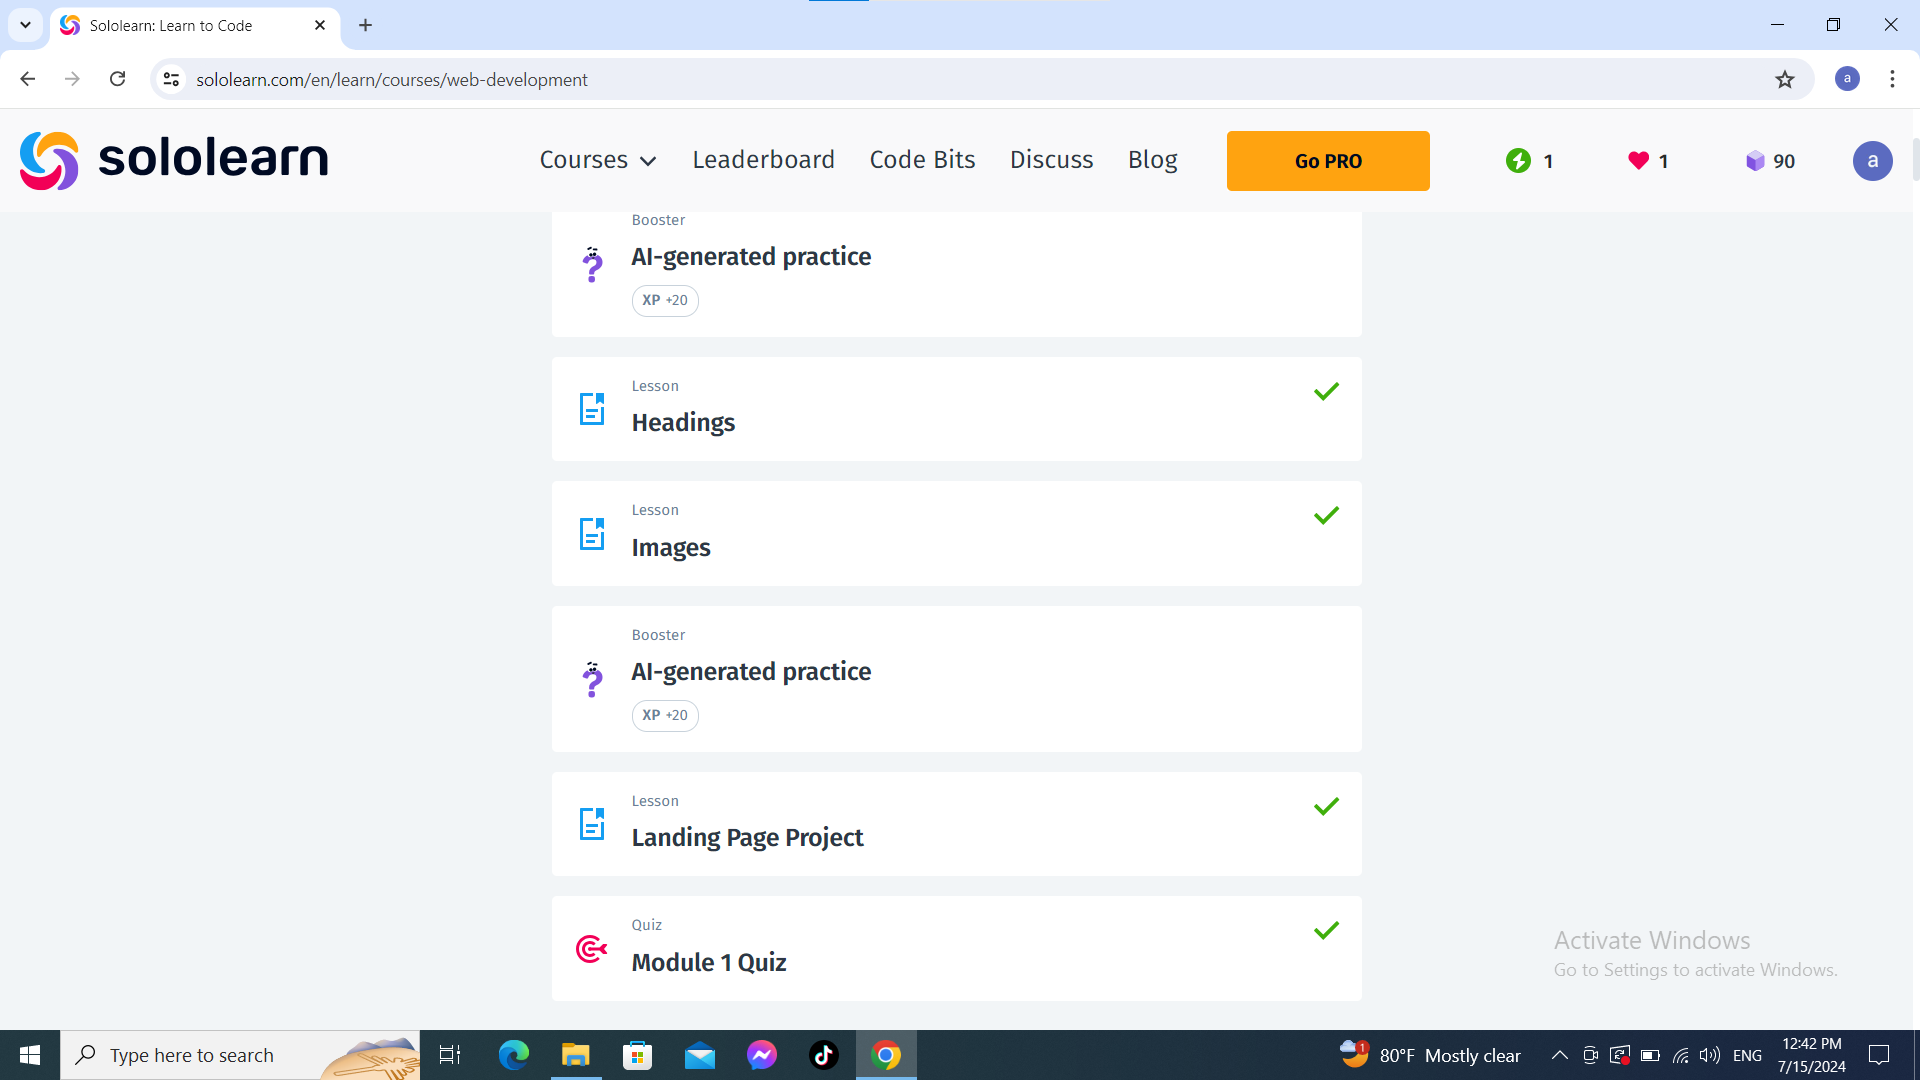 Sololearn: Learn to Code
sololearn.com/en/learn/courses/web-development
a
sololearn
Courses
Leaderboard
Code Bits
Discuss
Blog
Go PRO
1
1
90
a
Booster
AI-generated practice
XP +20
Lesson
Headings
Lesson
Images
Booster
AI-generated practice
XP +20
Lesson
Landing Page Project
Quiz
Module 1 Quiz
Activate Windows
Go to Settings to activate Windows.
Type here to search
1
80°F Mostly clear
ENG
12:42 PM
7/15/2024